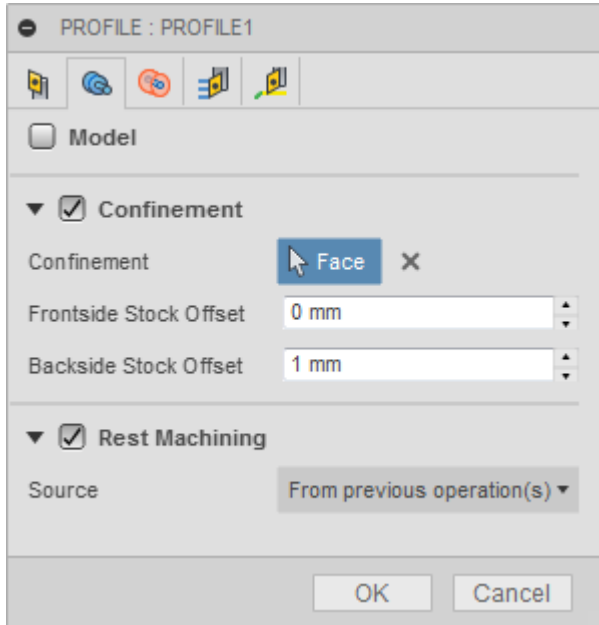 PROFILE : PROFILE1
Model
Confinement
Confinement Face
Frontside Stock Offset 0 mm
Backside Stock Offset 1 mm
Rest Machining
Source From previous operation(s)
OK Cancel